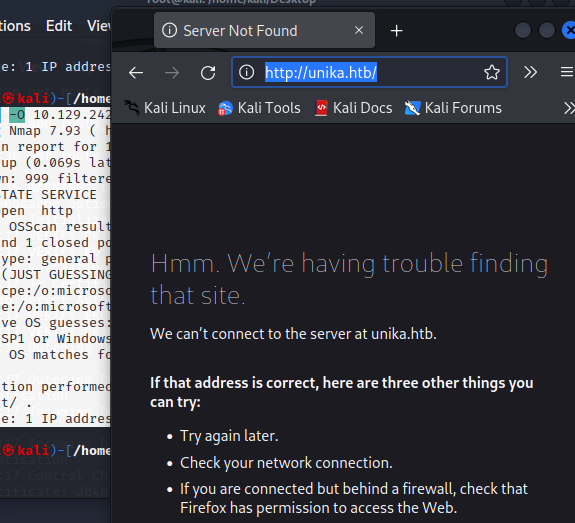 root@kali: /home/kali/Desktop
tions Edit View
Server Not Found
http://unika.htb/
Kali Linux Kali Tools Kali Docs Kali Forums
e: 1 IP addres
kali)-[/home
-O 10.129.242
g Nmap 7.93 ( h
n report for 1
up (0.069s lat
wn: 999 filtere
STATE SERVICE
open http
OSScan result
nd 1 closed po
type: general p
(JUST GUESSING
cpe:/o:microso
pe:/o:microsoft
ve OS guesses:
SP1 or Windows
OS matches fo
tion performed
it/ .
e: 1 IP addres
kali)-[/home
Hmm. We’re having trouble finding
that site.
We can’t connect to the server at unika.htb.
If that address is correct, here are three other things you
can try:
• Try again later.
• Check your network connection.
• If you are connected but behind a firewall, check that
Firefox has permission to access the Web.